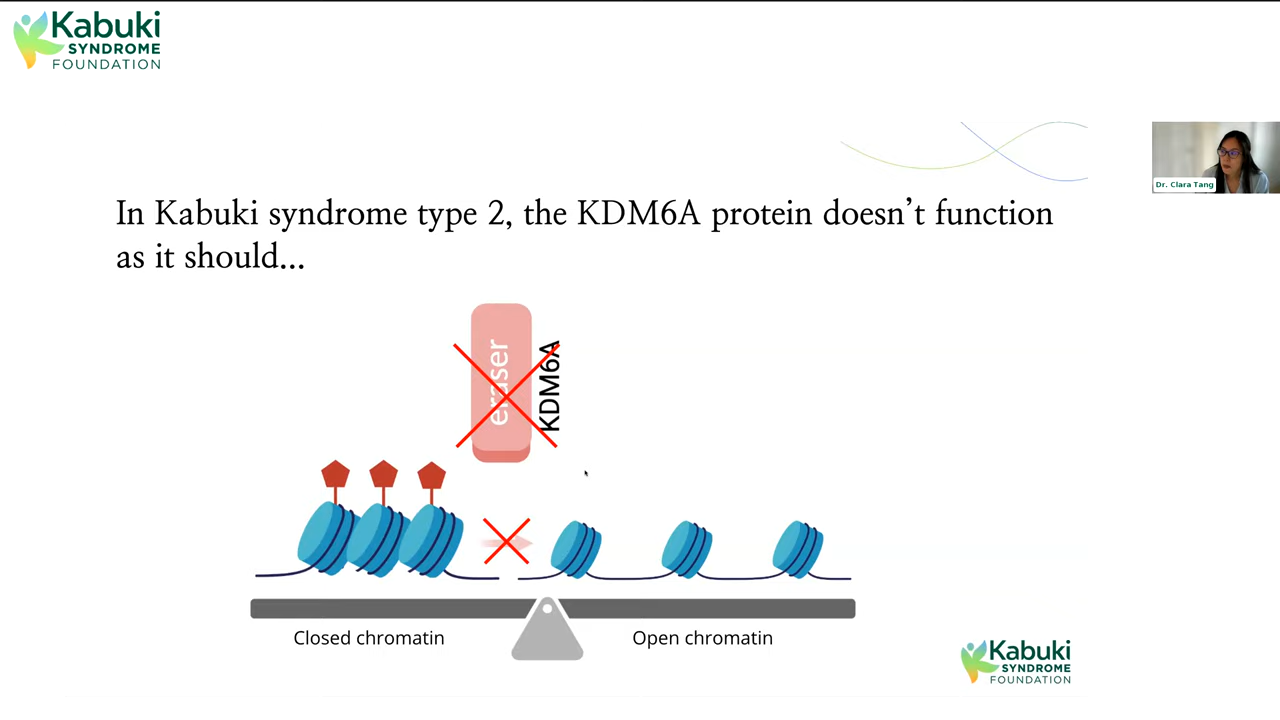 Kabuki
SYNDROME
FOUNDATION
Dr. Clara Tang
In Kabuki syndrome type 2, the KDM6A protein doesn’t function
as it should...
eraser
KDM6A
Closed chromatin
Open chromatin
Kabuki
SYNDROME
FOUNDATION